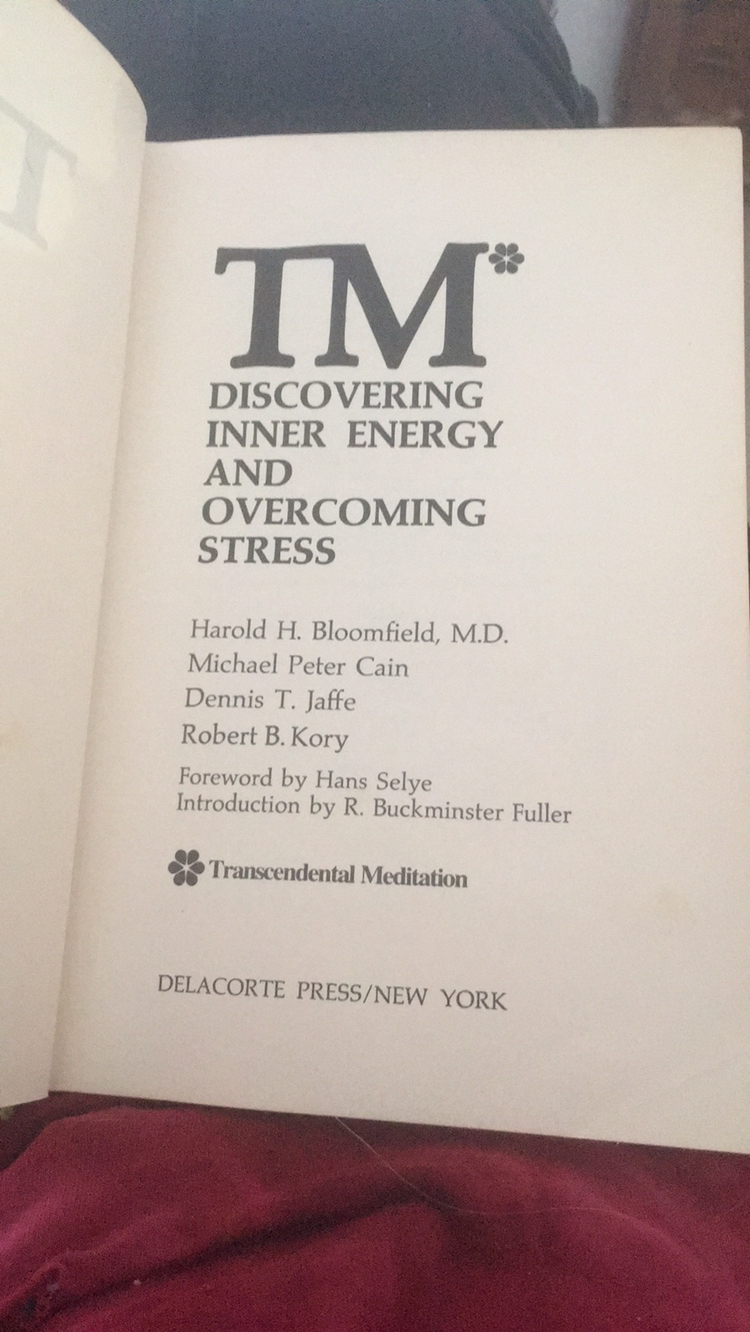 TM*
DISCOVERING
INNER ENERGY
AND
OVERCOMING
STRESS
Harold H. Bloomfield, M.D.
Michael Peter Cain
Dennis T. Jaffe
Robert B. Kory
Foreword by Hans Selye
Introduction by R. Buckminster Fuller
Transcendental Meditation
DELACORTE PRESS/NEW YORK